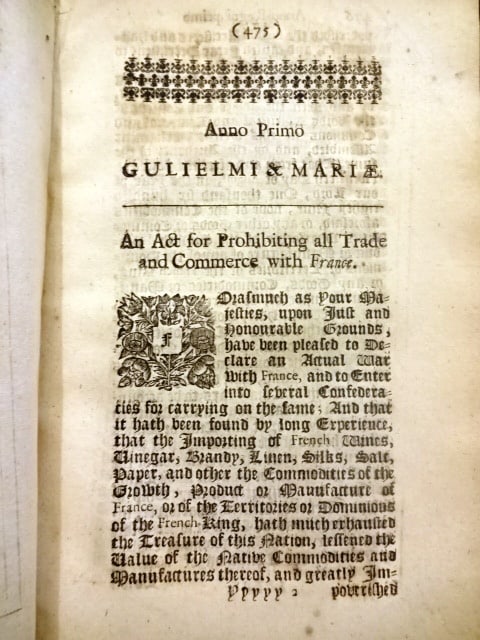 (475)
Anno Primo
GULIELMI & MARIÆ.
An Act for Prohibiting all Trade
and Commerce with France.
FOrasmuch as Your Ma-
jesties, upon Just and
Honourable Grounds,
have been pleased to De-
clare an Actual War
with France, and to Enter
into several Confedera-
cies for carrying on the same; And that
it hath been found by long Experience,
that the Importing of French Wines,
Vinegar, Brandy, Linen, Silks, Salt,
Paper, and other the Commodities of the
Growth, Product or Manufacture of
France, or of the Territories or Dominions
of the French-King, hath much exhausted
the Treasure of this Nation, lessened the
Value of the Native Commodities and
Manufactures thereof, and greatly Im-
Yyyyy 2 poverished